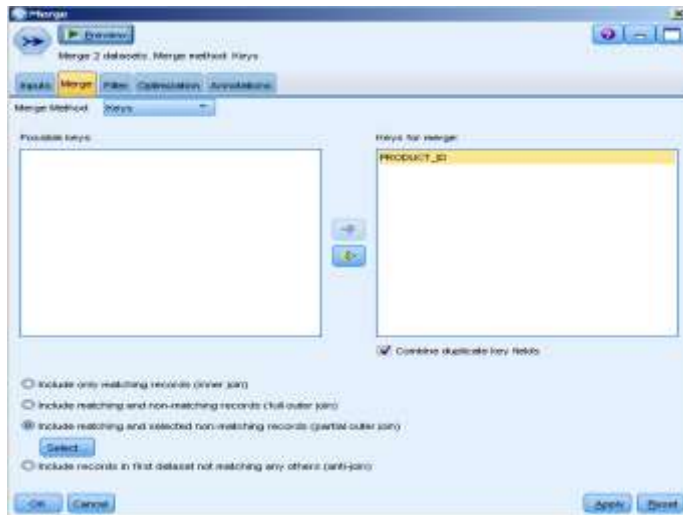 Merge
Preview
Merge 2 datasets. Merge method: Keys
Inputs Merge Filter Optimization Annotations
Merge Method: Keys
Possible keys:
Keys for merge:
PRODUCT_ID
Combine duplicate key fields
Include only matching records (inner join)
Include matching and non-matching records (full outer join)
Include matching and selected non-matching records (partial outer join)
Select...
Include records in first dataset not matching any others (anti-join)
OK Cancel Apply Reset